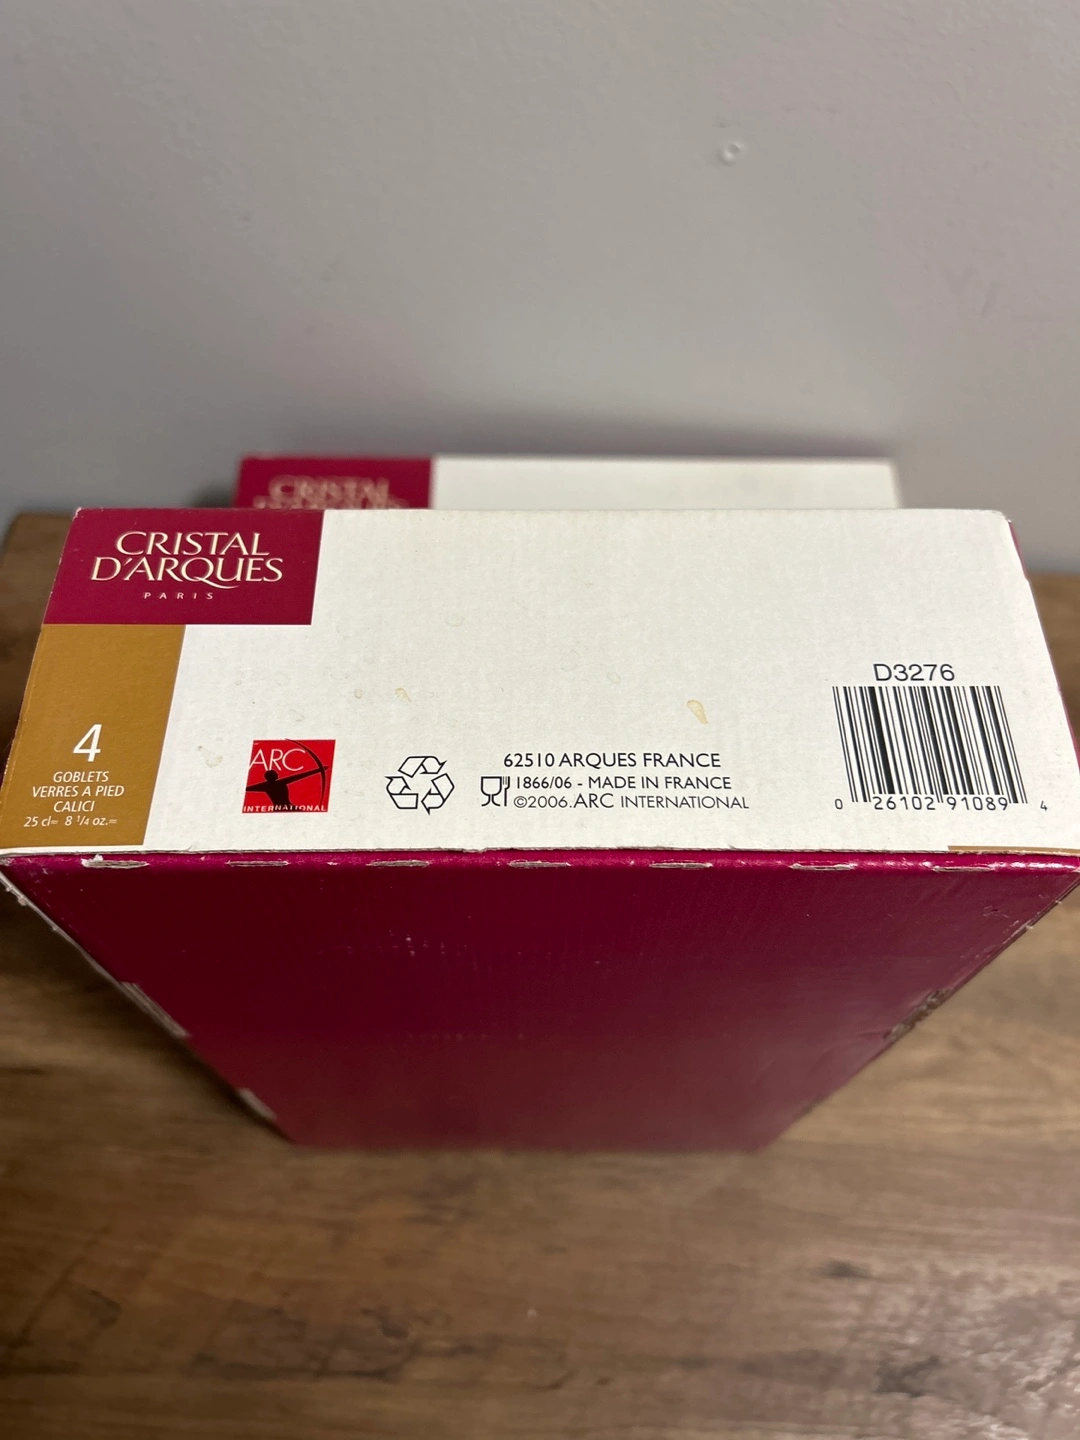 CRISTAL
CRISTAL
D'ARQUES
PARIS
4
GOBLETS
VERRES A PIED
CALICI
25 cl℮ 8 1/4 oz.℮
ARC
INTERNATIONAL
62510 ARQUES FRANCE
1866/06 - MADE IN FRANCE
©2006.ARC INTERNATIONAL
D3276
0 26102 91089 4